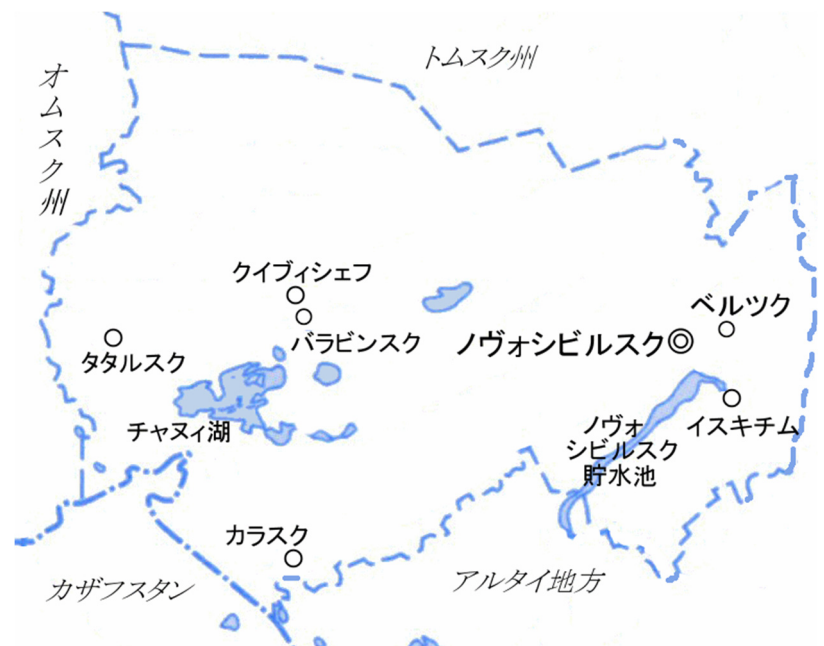 トムスク州
オムスク州
クイビィシェフ
バラビンスク
ベルツク
ノヴォシビルスク
タタルスク
チャヌィ湖
ノヴォ
シビルスク
貯水池
イスキチム
カラスク
カザフスタン
アルタイ地方